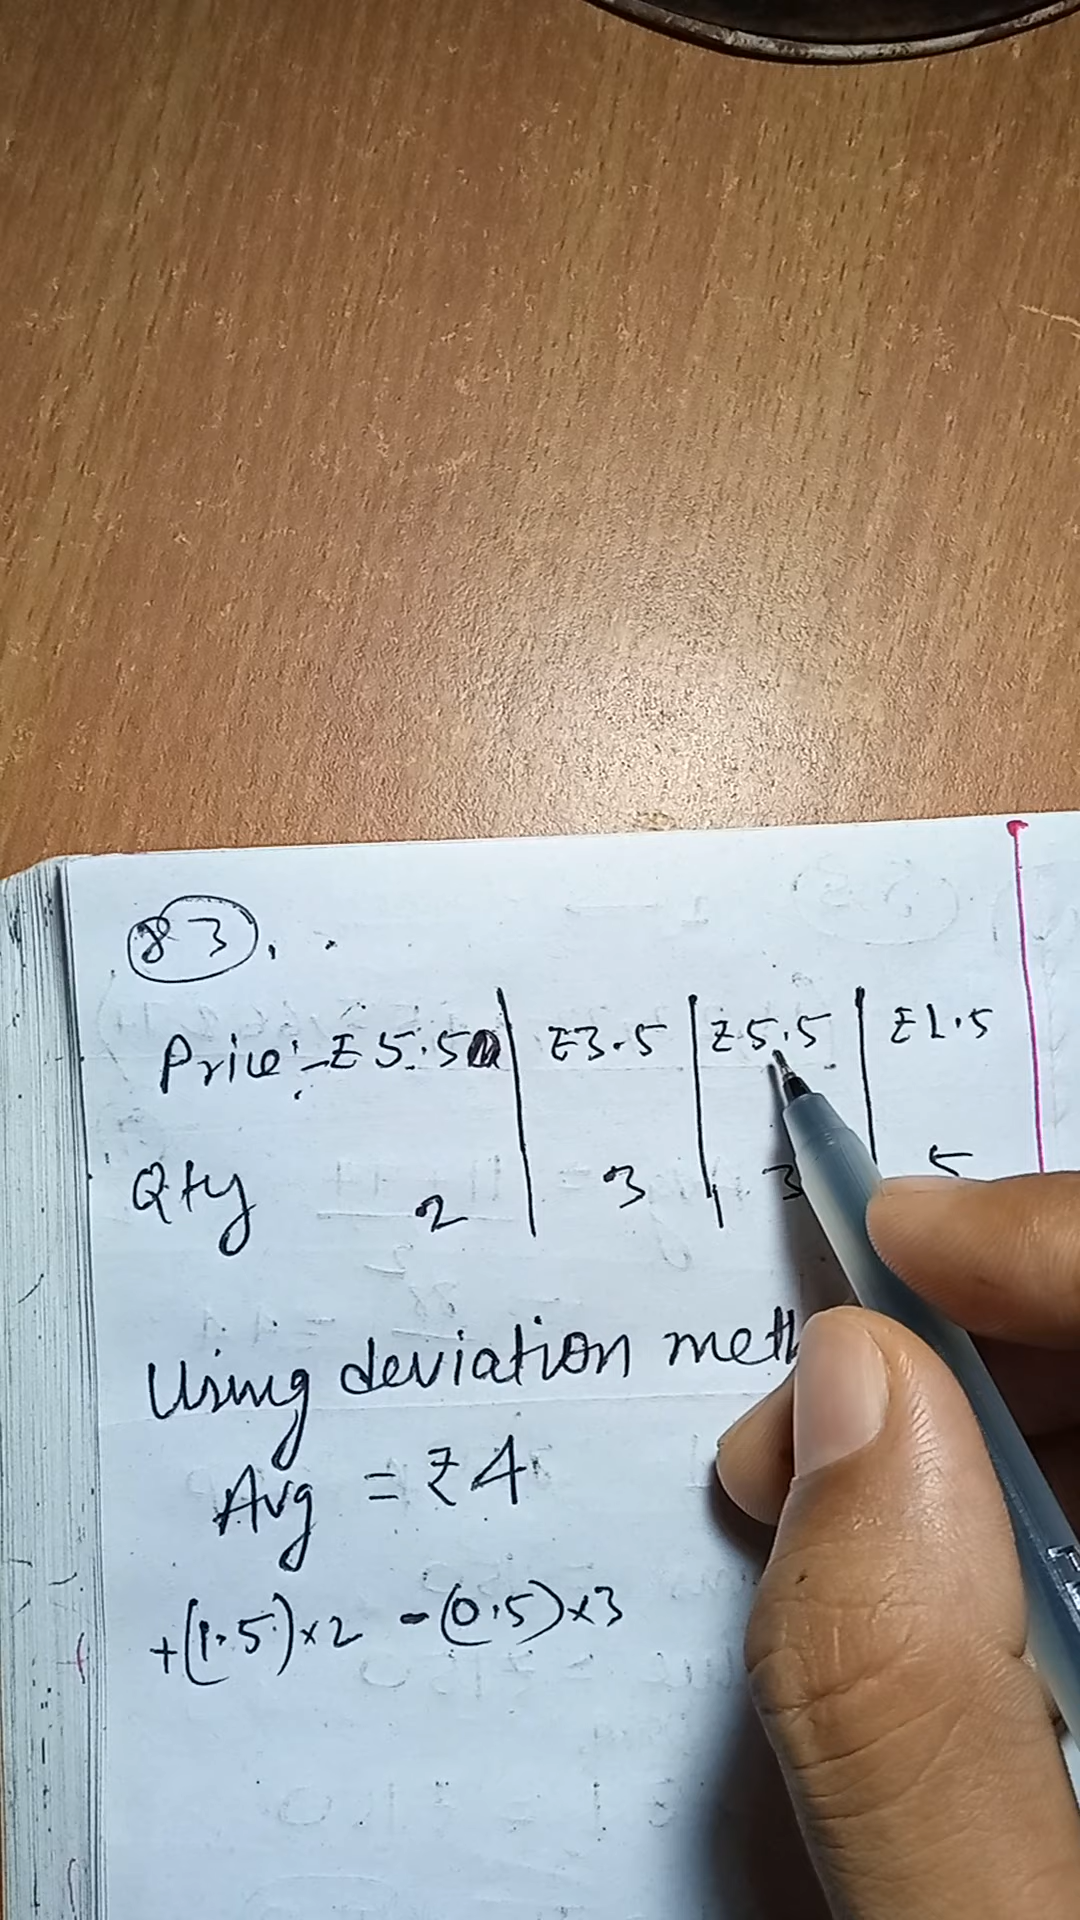 83.
Price:- ₹5.5 | ₹3.5 | ₹5.5 | ₹1.5
Qty 2 3 3 5
Using deviation meth
Avg = ₹4
+(1.5)×2 -(0.5)×3